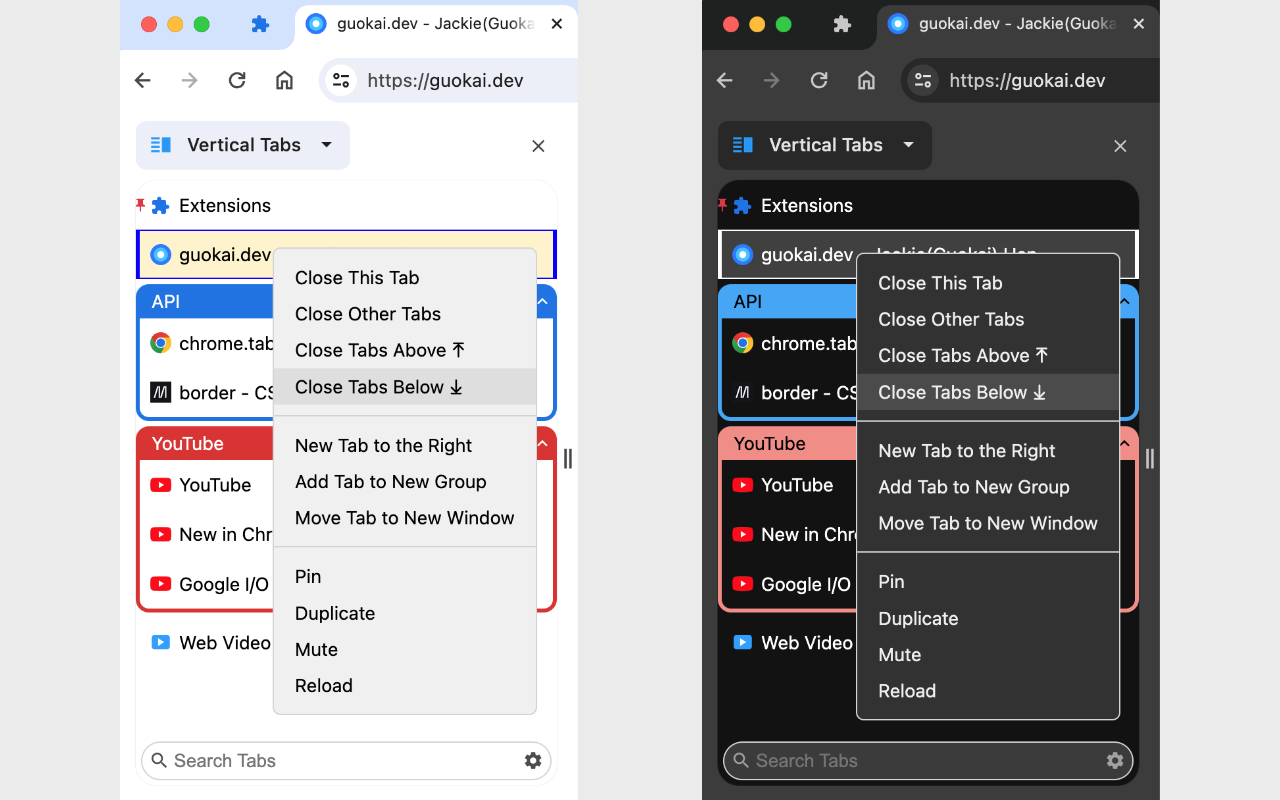 guokai.dev - Jackie(Guoka
https://guokai.dev
Vertical Tabs
Extensions
guokai.dev
Close This Tab
API
Close Other Tabs
chrome.tab
Close Tabs Above
Close Tabs Below
border - CS
YouTube
New Tab to the Right
YouTube
Add Tab to New Group
Move Tab to New Window
New in Chr
Pin
Google I/O
Duplicate
Web Video
Mute
Reload
Search Tabs
guokai.dev - Jackie(Guoka
https://guokai.dev
Vertical Tabs
Extensions
guokai.dev - Jackie(Guokai) Han
Close This Tab
API
Close Other Tabs
chrome.tab
Close Tabs Above
Close Tabs Below
border - CS
YouTube
New Tab to the Right
YouTube
Add Tab to New Group
Move Tab to New Window
New in Chr
Pin
Google I/O
Duplicate
Web Video
Mute
Reload
Search Tabs